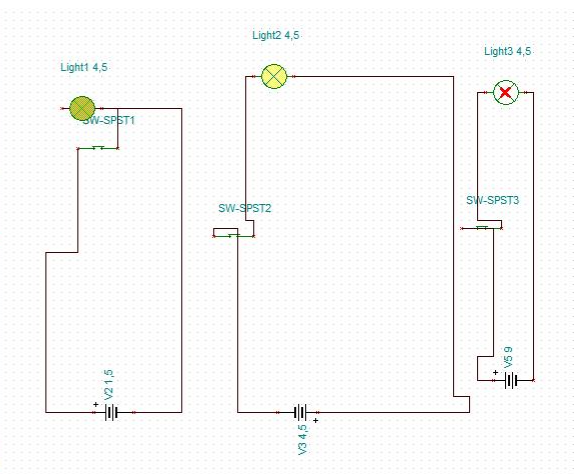 Light1 4,5
Light2 4,5
Light3 4,5
SW-SPST1
SW-SPST2
SW-SPST3
V2 1,5
V3 4,5
V5 9
+
+
+